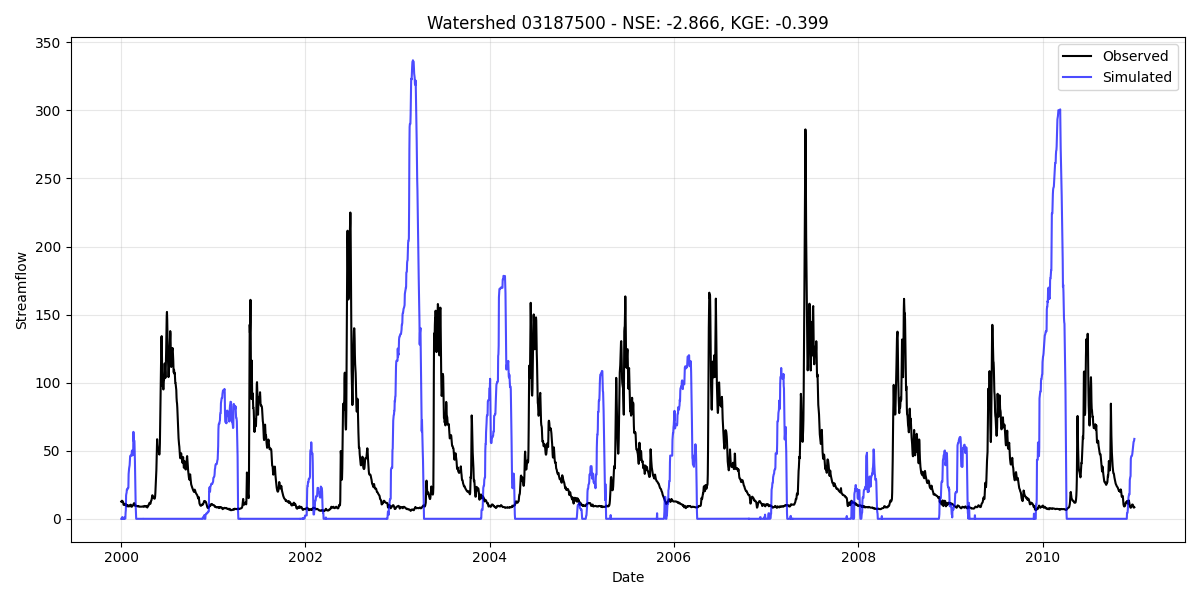 Watershed 03187500 - NSE: -2.866, KGE: -0.399
Observed
Simulated
350
300
250
200
150
100
50
0
Streamflow
2000 2002 2004 2006 2008 2010
Date